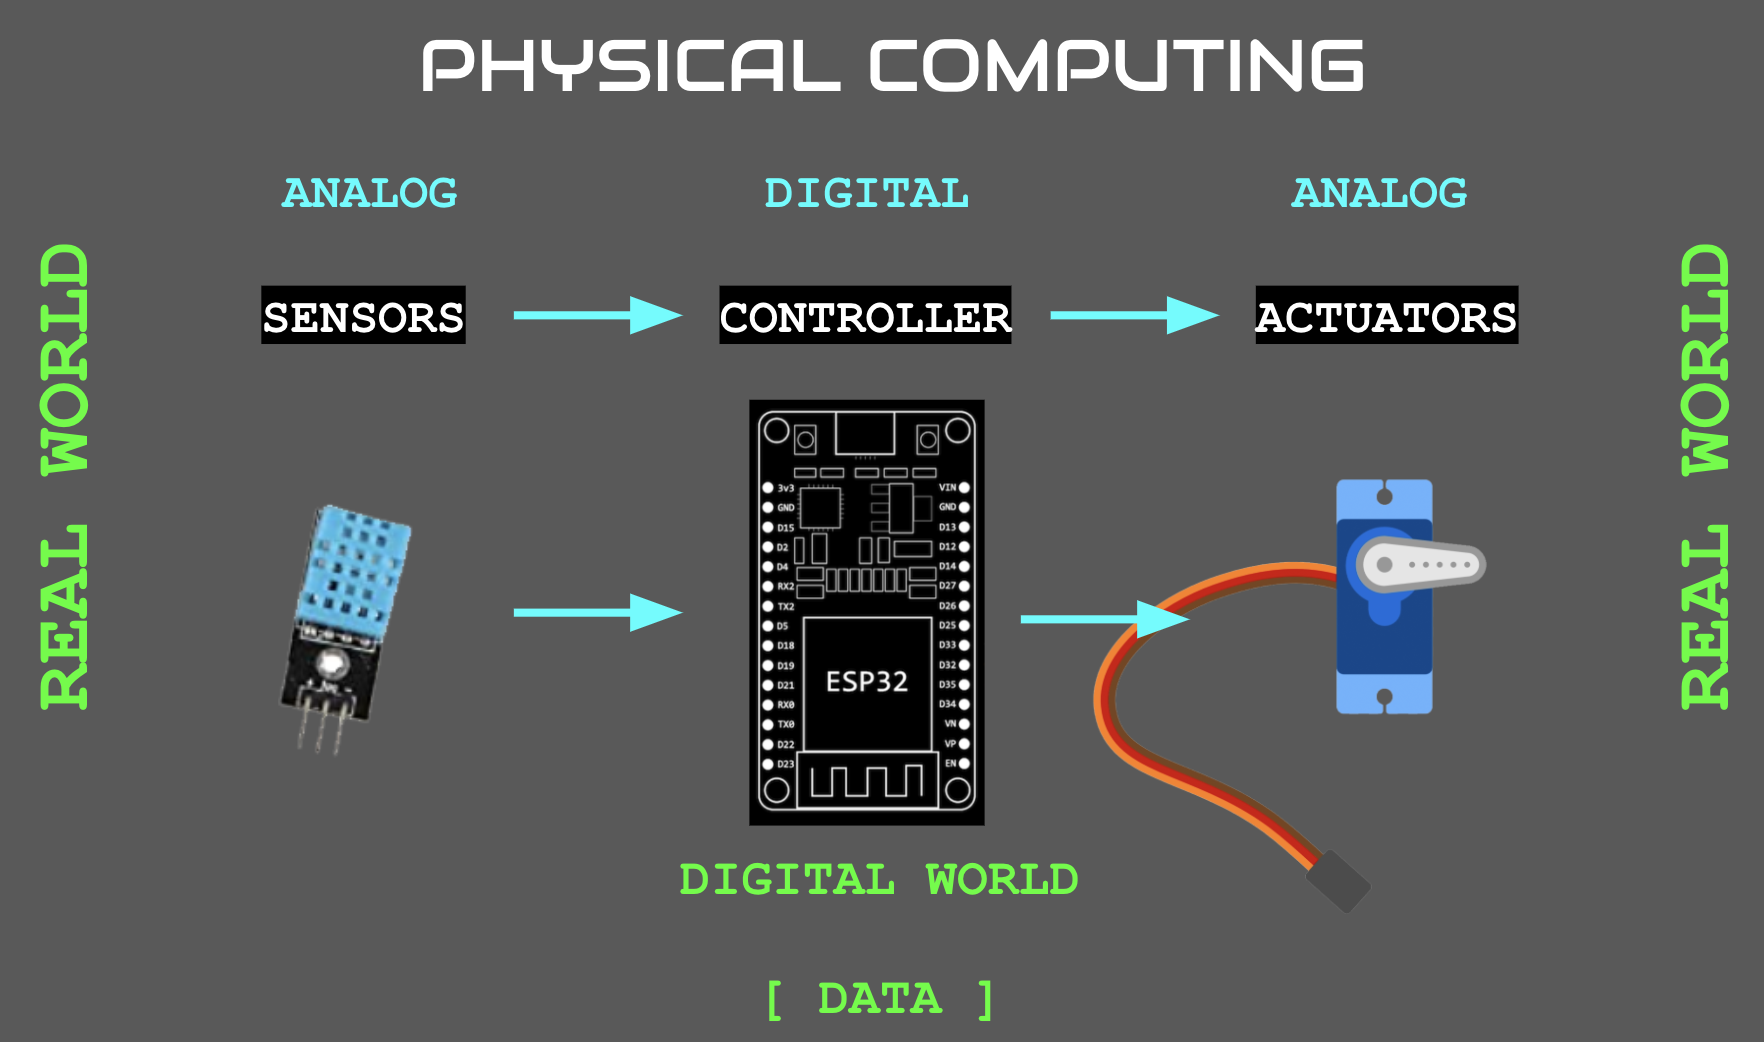 PHYSICAL COMPUTING
ANALOG
DIGITAL
ANALOG
REAL WORLD
SENSORS
CONTROLLER
ACTUATORS
REAL WORLD
3v3
GND
D15
D2
D4
RX2
TX2
D5
D18
D19
D21
RX0
TX0
D22
D23
VIN
GND
D13
D12
D14
D27
D26
D25
D33
D32
D35
D34
VN
VP
EN
ESP32
DIGITAL WORLD
[ DATA ]